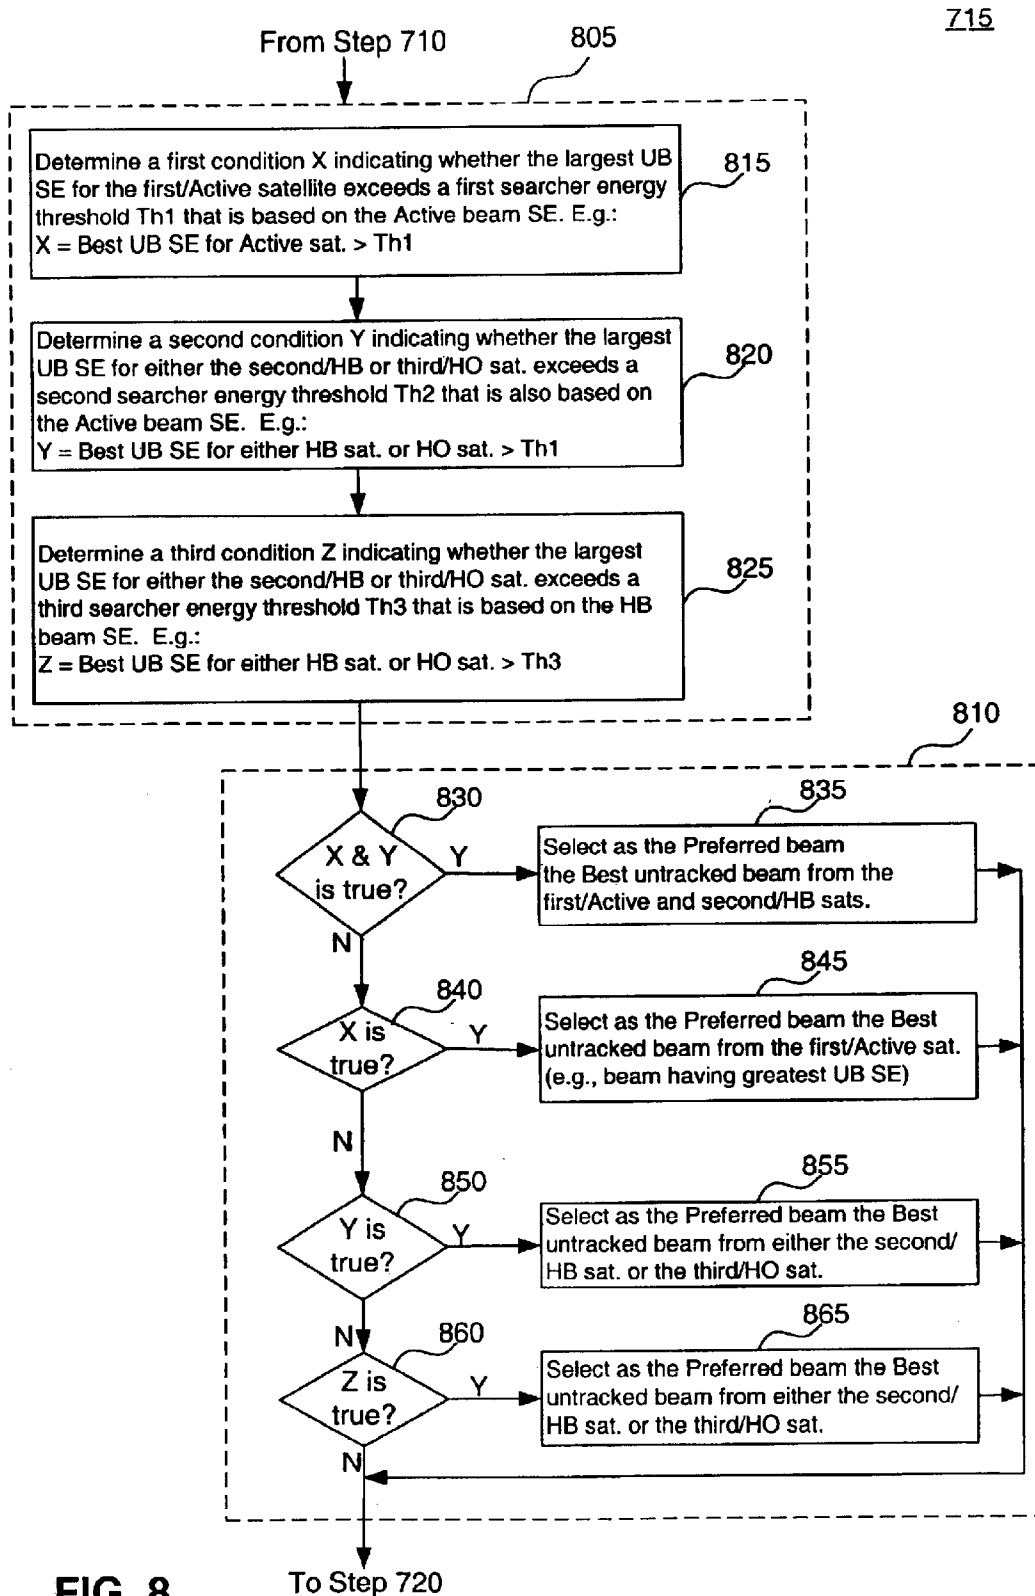 715
From Step 710
805
Determine a first condition X indicating whether the largest UB
SE for the first/Active satellite exceeds a first searcher energy
threshold Th1 that is based on the Active beam SE. E.g.:
X = Best UB SE for Active sat. > Th1
815
Determine a second condition Y indicating whether the largest
UB SE for either the second/HB or third/HO sat. exceeds a
second searcher energy threshold Th2 that is also based on
the Active beam SE. E.g.:
Y = Best UB SE for either HB sat. or HO sat. > Th1
820
Determine a third condition Z indicating whether the largest
UB SE for either the second/HB or third/HO sat. exceeds a
third searcher energy threshold Th3 that is based on the HB
beam SE. E.g.:
Z = Best UB SE for either HB sat. or HO sat. > Th3
825
810
830
X & Y
is true?
Y
N
835
Select as the Preferred beam
the Best untracked beam from the
first/Active and second/HB sats.
840
X is
true?
Y
N
845
Select as the Preferred beam the Best
untracked beam from the first/Active sat.
(e.g., beam having greatest UB SE)
850
Y is
true?
Y
N
855
Select as the Preferred beam the Best
untracked beam from either the second/
HB sat. or the third/HO sat.
860
Z is
true?
Y
N
865
Select as the Preferred beam the Best
untracked beam from either the second/
HB sat. or the third/HO sat.
To Step 720
FIG. 8